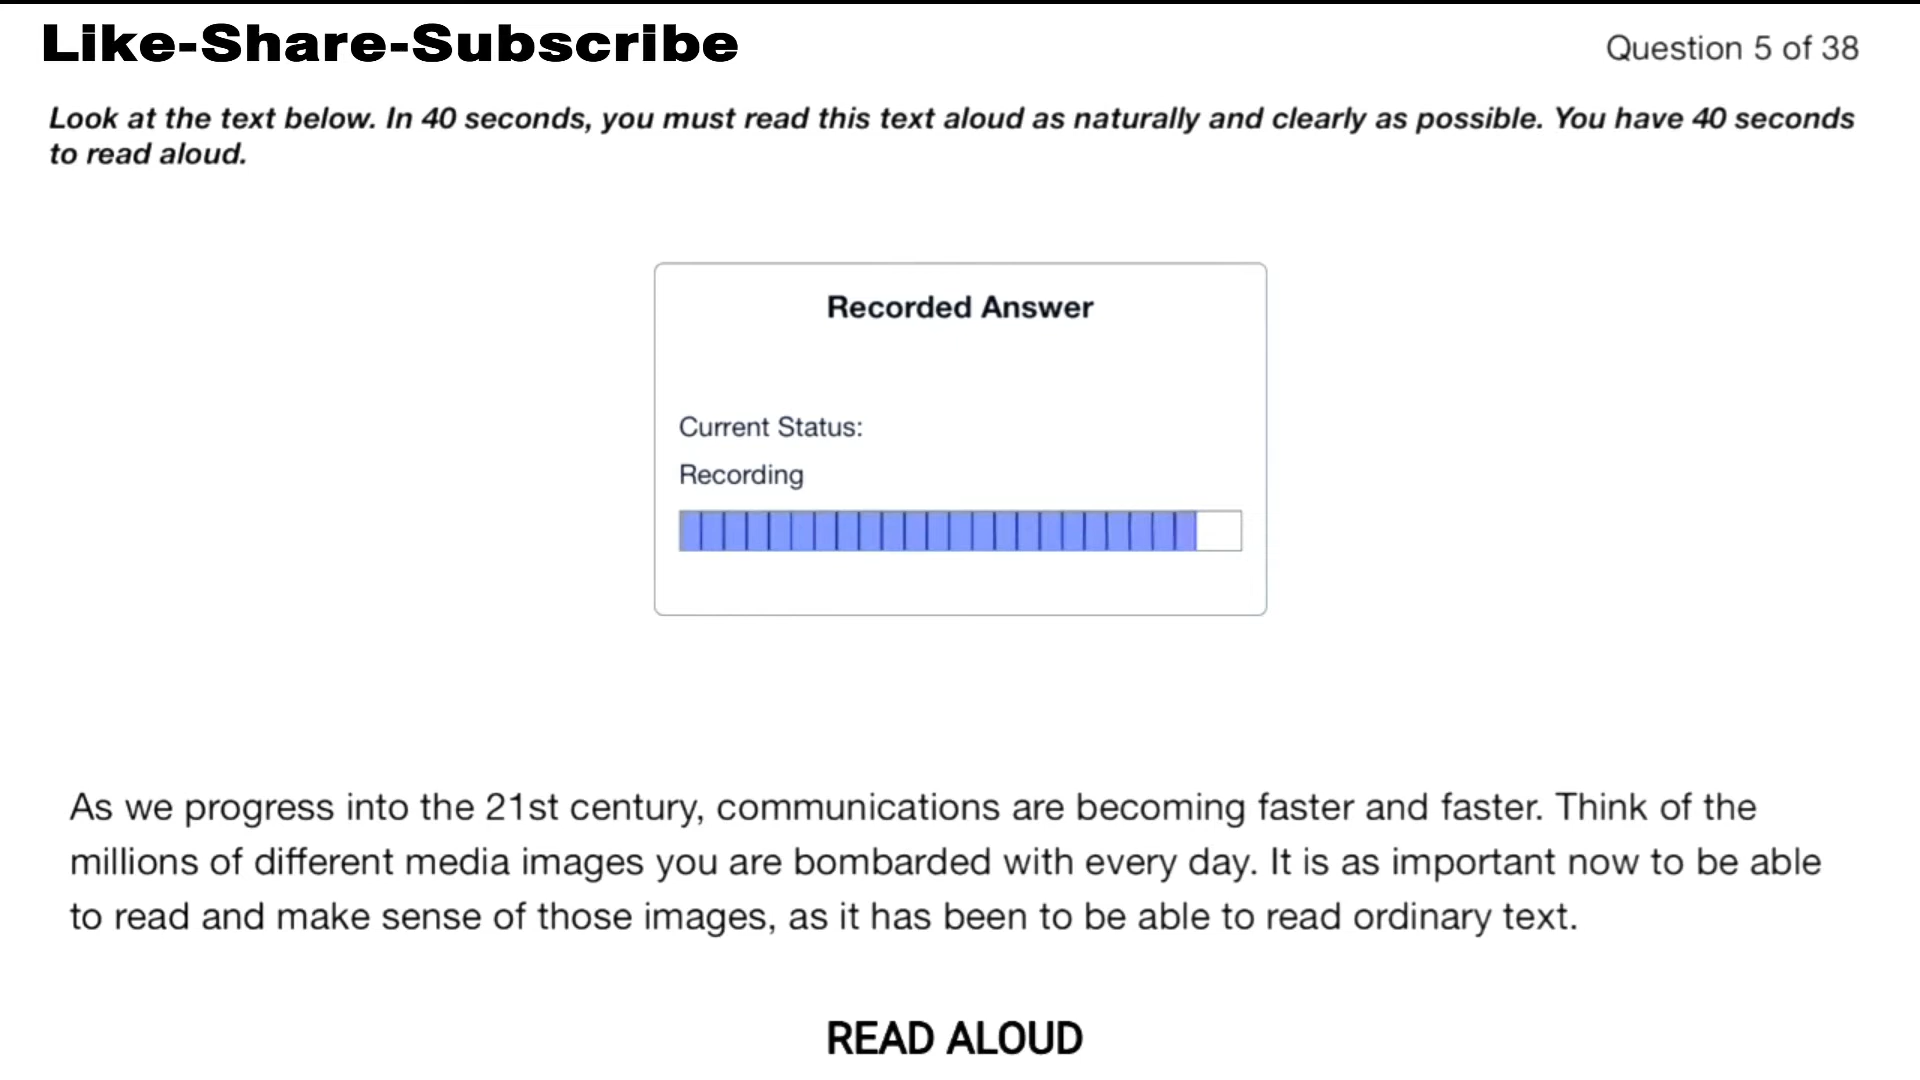 Like-Share-Subscribe
Question 5 of 38
Look at the text below. In 40 seconds, you must read this text aloud as naturally and clearly as possible. You have 40 seconds
to read aloud.
Recorded Answer
Current Status:
Recording
As we progress into the 21st century, communications are becoming faster and faster. Think of the
millions of different media images you are bombarded with every day. It is as important now to be able
to read and make sense of those images, as it has been to be able to read ordinary text.
READ ALOUD